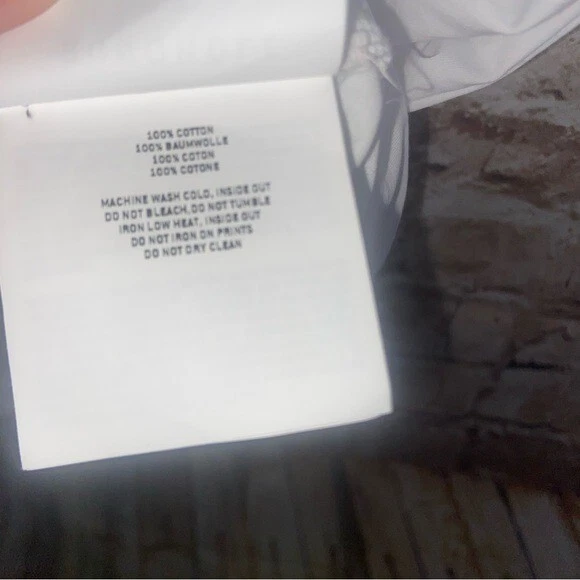 100% COTTON
100% BAUMWOLLE
100% COTON
100% COTONE
MACHINE WASH COLD, INSIDE OUT
DO NOT BLEACH, DO NOT TUMBLE
IRON LOW HEAT, INSIDE OUT
DO NOT IRON ON PRINTS
DO NOT DRY CLEAN